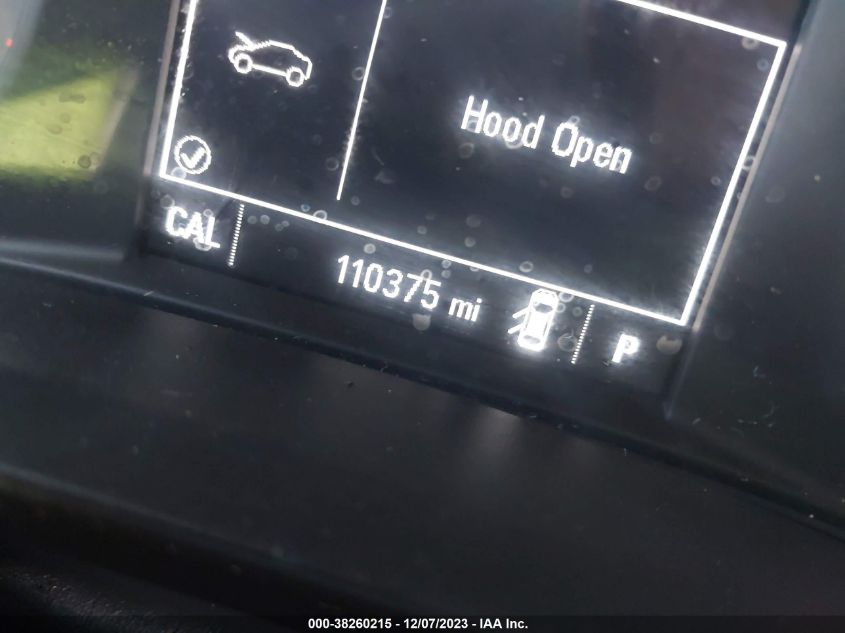 Hood Open
CAL 110375 mi P
000-38260215 - 12/07/2023 - IAA Inc.